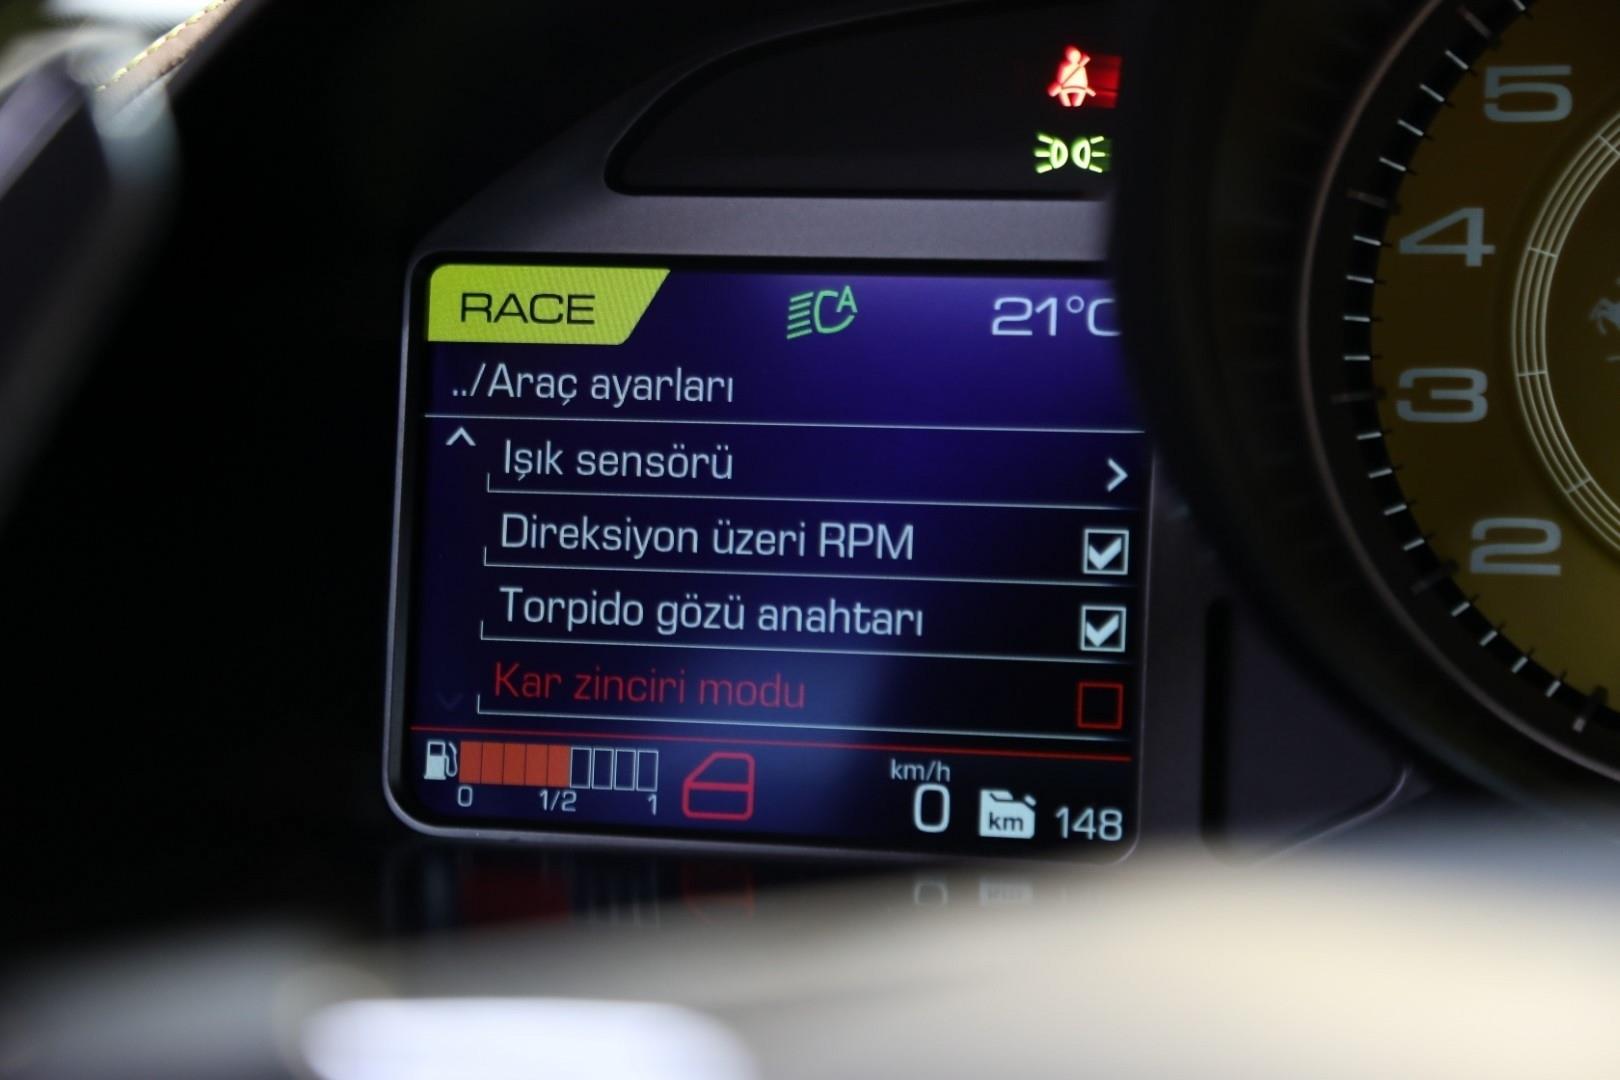 RACE
A
21°C
../Araç ayarları
Işık sensörü
Direksiyon üzeri RPM
Torpido gözü anahtarı
Kar zinciri modu
0 1/2 1
km/h
0
km 148
5
4
3
2